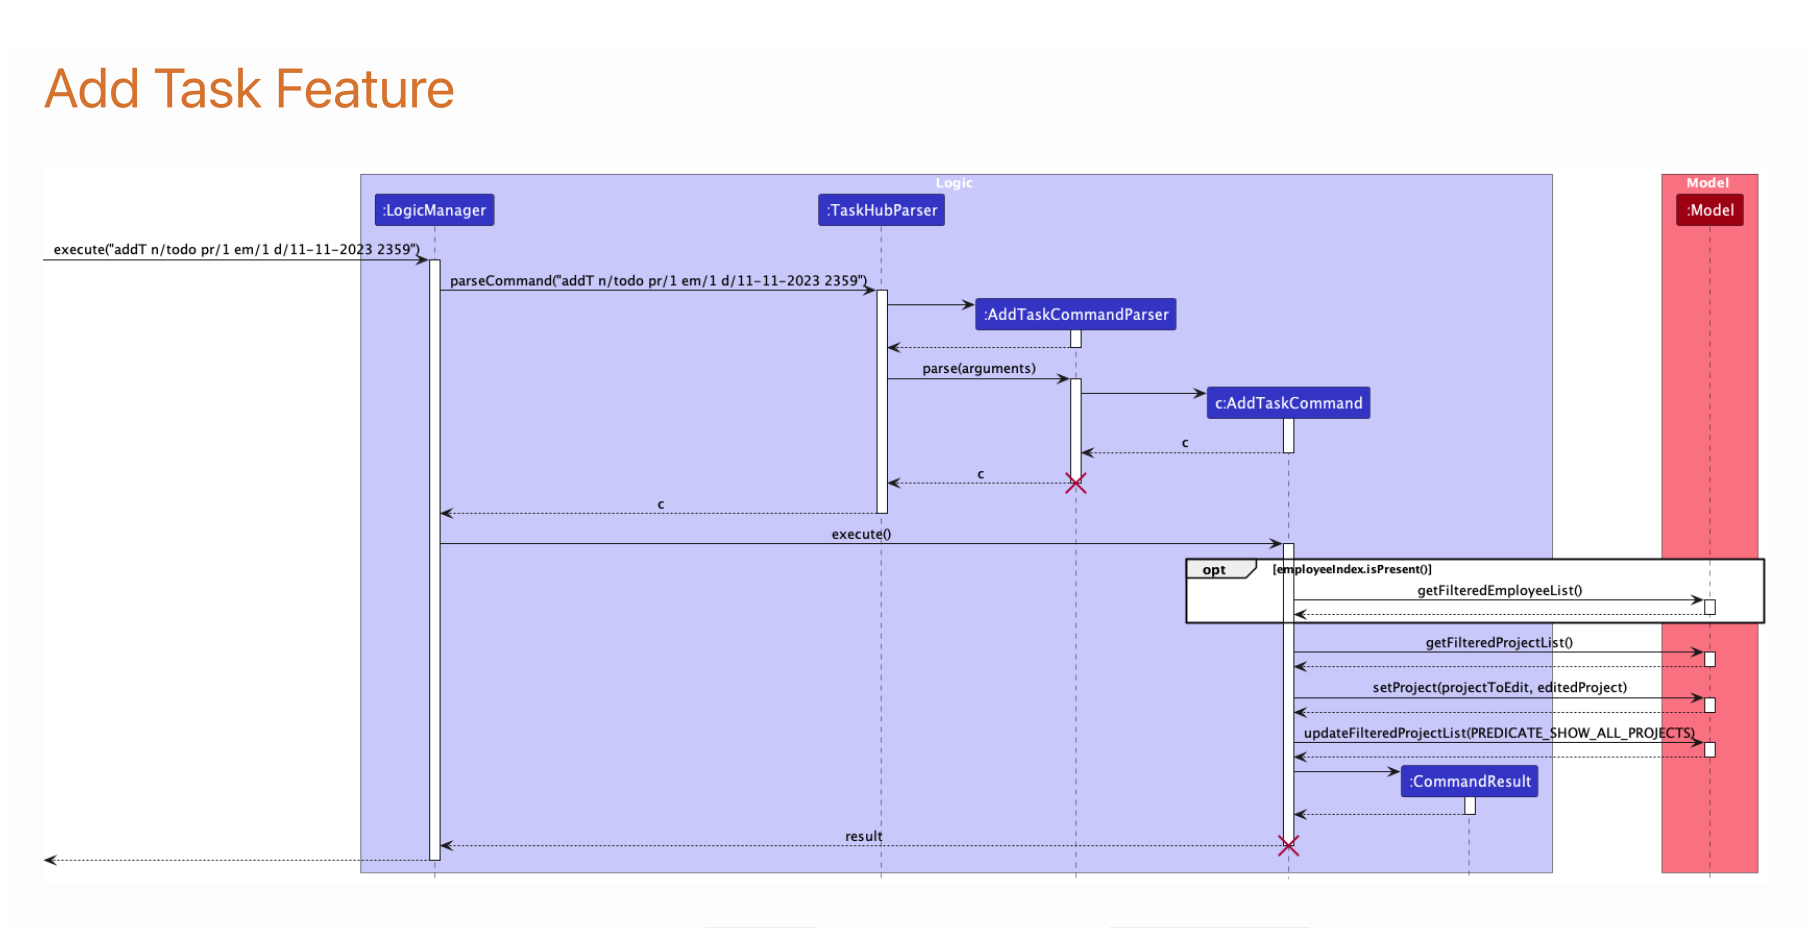 Add Task Feature
Logic
Model
:LogicManager
:TaskHubParser
:Model
execute("addT n/todo pr/1 em/1 d/11-11-2023 2359")
parseCommand("addT n/todo pr/1 em/1 d/11-11-2023 2359")
:AddTaskCommandParser
parse(arguments)
c:AddTaskCommand
c
c
c
execute()
opt
[employeeIndex.isPresent()]
getFilteredEmployeeList()
getFilteredProjectList()
setProject(projectToEdit, editedProject)
updateFilteredProjectList(PREDICATE_SHOW_ALL_PROJECTS)
:CommandResult
result